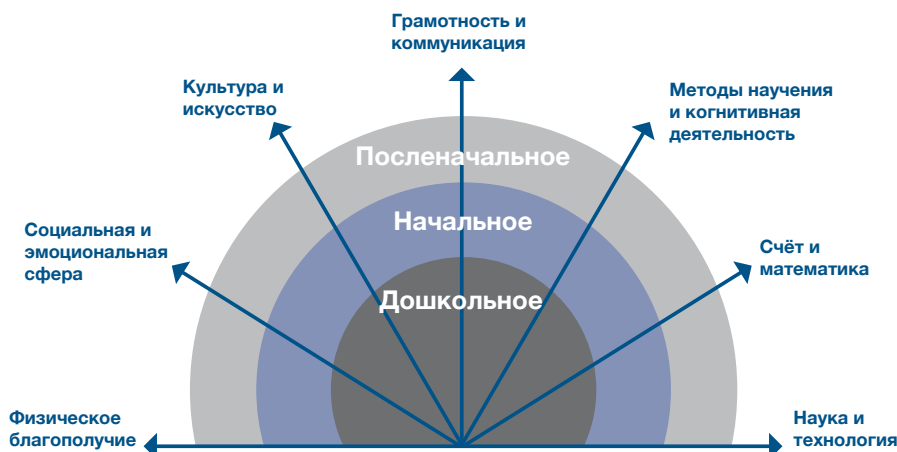 Грамотность и
коммуникация
Культура и
искусство
Методы научения
и когнитивная
деятельность
Посленачальное
Начальное
Социальная и
эмоциональная
сфера
Счёт и
математика
Дошкольное
Физическое
благополучие
Наука и
технология